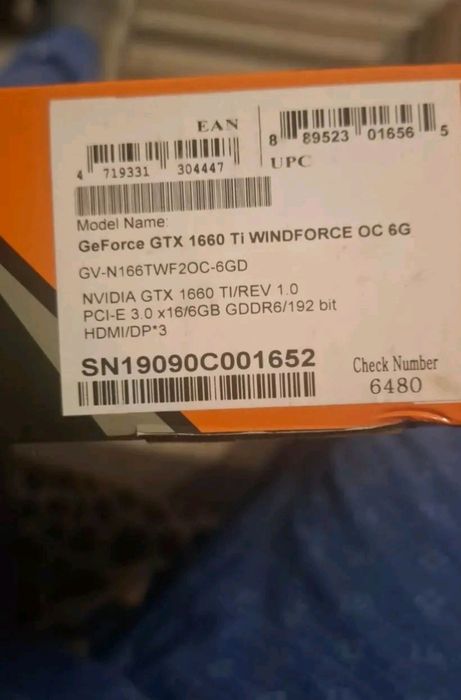 EAN
4 719331 304447
8 89523 01656 5
UPC
Model Name:
GeForce GTX 1660 Ti WINDFORCE OC 6G
GV-N166TWF2OC-6GD
NVIDIA GTX 1660 TI/REV 1.0
PCI-E 3.0 x16/6GB GDDR6/192 bit
HDMI/DP*3
SN19090C001652
Check Number
6480